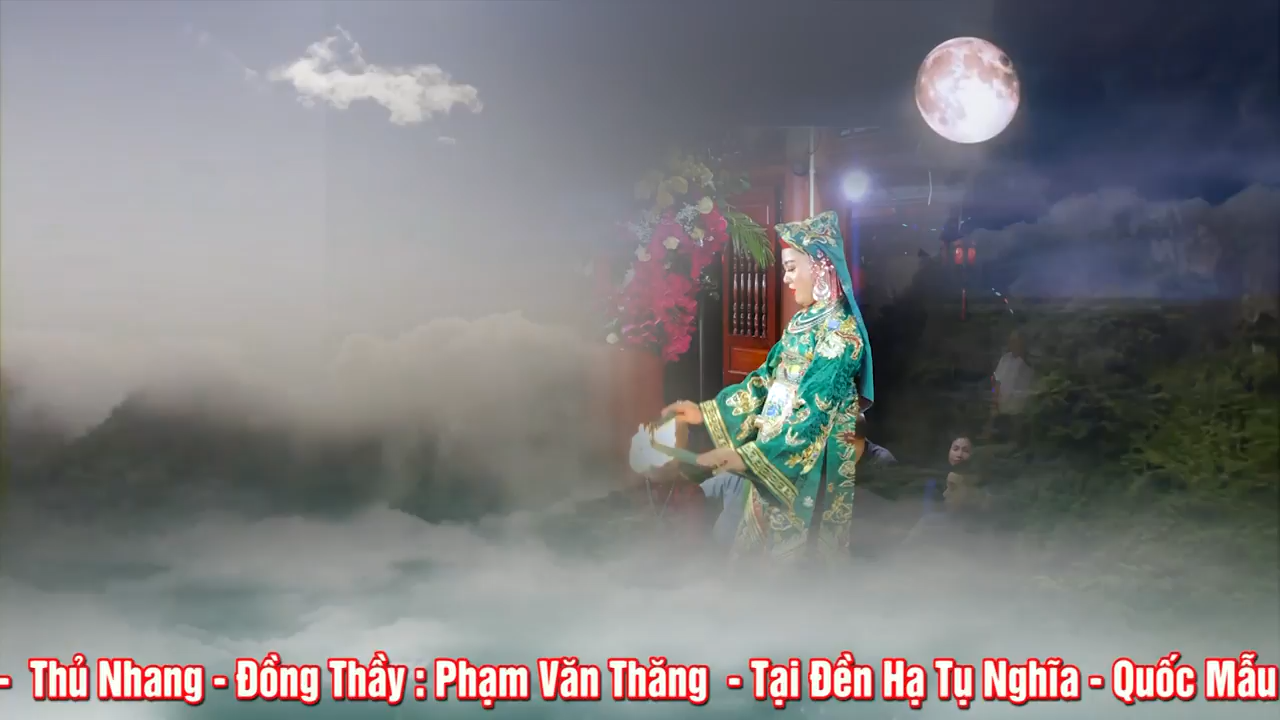 - Thủ Nhang - Đồng Thầy : Phạm Văn Thăng - Tại Đền Hạ Tụ Nghĩa - Quốc Mẫu